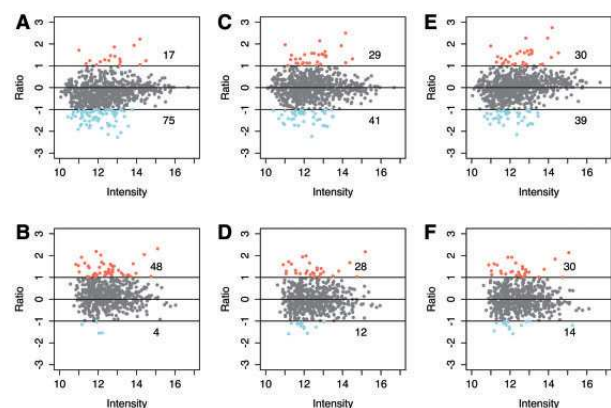 A
3
2
1
0
-1
-2
-3
Ratio
17
75
10 12 14 16
Intensity
C
3
2
1
0
-1
-2
-3
Ratio
29
41
10 12 14 16
Intensity
E
3
2
1
0
-1
-2
-3
Ratio
30
39
10 12 14 16
Intensity
B
3
2
1
0
-1
-2
-3
Ratio
48
4
10 12 14 16
Intensity
D
3
2
1
0
-1
-2
-3
Ratio
28
12
10 12 14 16
Intensity
F
3
2
1
0
-1
-2
-3
Ratio
30
14
10 12 14 16
Intensity